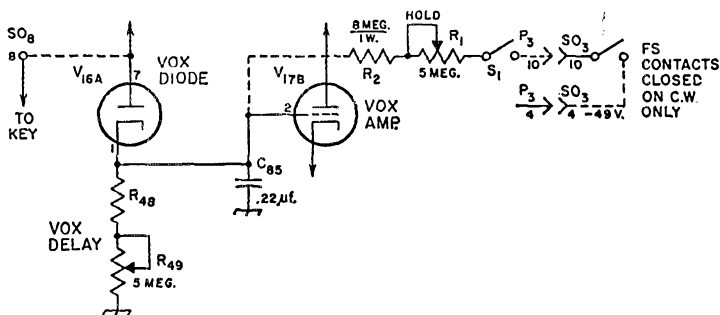 SO8
8
TO
KEY
V16A
7
VOX
DIODE
1
R48
VOX
DELAY
R49
5 MEG.
V17B
2
VOX
AMP.
C85
.22µf.
8 MEG.
1W.
R2
HOLD
R1
5 MEG.
S1
P3
10
SO3
10
P3
4
SO3
4
-49V.
FS
CONTACTS
CLOSED
ON C.W.
ONLY